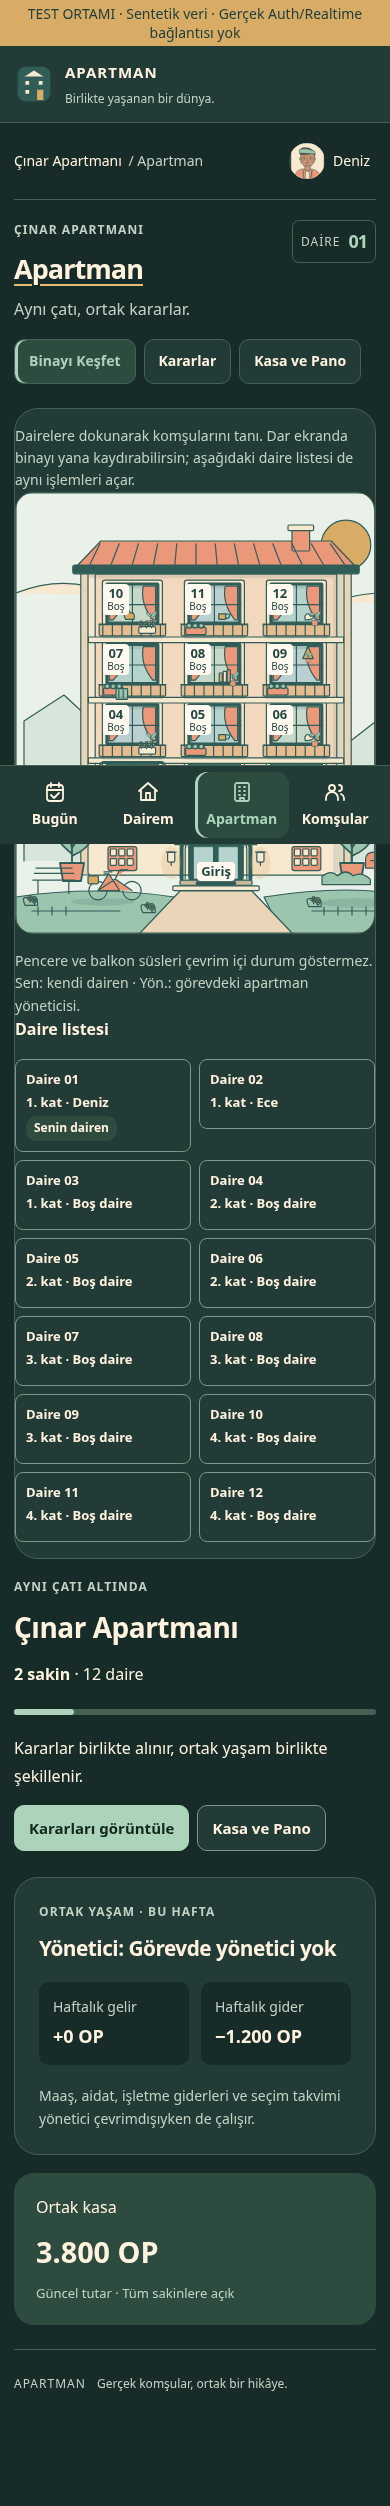 TEST ORTAMI · Sentetik veri · Gerçek Auth/Realtime
bağlantısı yok
APARTMAN
Birlikte yaşanan bir dünya.
Çınar Apartmanı / Apartman
Deniz
ÇINAR APARTMANI
DAİRE 01
Apartman
Aynı çatı, ortak kararlar.
Binayı Keşfet
Kararlar
Kasa ve Pano
Dairelere dokunarak komşularını tanı. Dar ekranda
binayı yana kaydırabilirsin; aşağıdaki daire listesi de
aynı işlemleri açar.
10
Boş
11
Boş
12
Boş
07
Boş
08
Boş
09
Boş
04
Boş
05
Boş
06
Boş
Bugün
Dairem
Apartman
Komşular
Giriş
Pencere ve balkon süsleri çevrim içi durum göstermez.
Sen: kendi dairen · Yön.: görevdeki apartman
yöneticisi.
Daire listesi
Daire 01
1. kat · Deniz
Senin dairen
Daire 02
1. kat · Ece
Daire 03
1. kat · Boş daire
Daire 04
2. kat · Boş daire
Daire 05
2. kat · Boş daire
Daire 06
2. kat · Boş daire
Daire 07
3. kat · Boş daire
Daire 08
3. kat · Boş daire
Daire 09
3. kat · Boş daire
Daire 10
4. kat · Boş daire
Daire 11
4. kat · Boş daire
Daire 12
4. kat · Boş daire
AYNI ÇATI ALTINDA
Çınar Apartmanı
2 sakin · 12 daire
Kararlar birlikte alınır, ortak yaşam birlikte
şekillenir.
Kararları görüntüle
Kasa ve Pano
ORTAK YAŞAM · BU HAFTA
Yönetici: Görevde yönetici yok
Haftalık gelir
+0 OP
Haftalık gider
−1.200 OP
Maaş, aidat, işletme giderleri ve seçim takvimi
yönetici çevrimdışıyken de çalışır.
Ortak kasa
3.800 OP
Güncel tutar · Tüm sakinlere açık
APARTMAN Gerçek komşular, ortak bir hikâye.